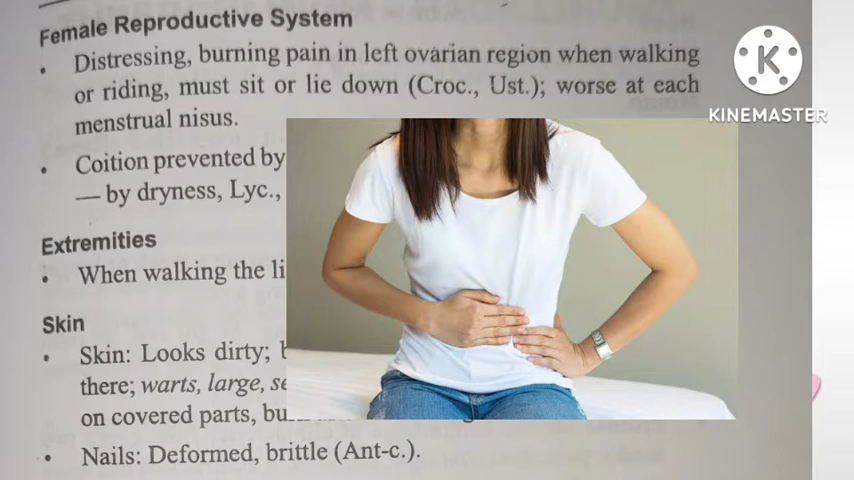 Female Reproductive System
• Distressing, burning pain in left ovarian region when walking
or riding, must sit or lie down (Croc., Ust.); worse at each
menstrual nisus.
• Coition prevented by
— by dryness, Lyc.,
Extremities
• When walking the li
Skin
• Skin: Looks dirty;
there; warts, large, se
on covered parts, bu
• Nails: Deformed, brittle (Ant-c.).
K
KINEMASTER